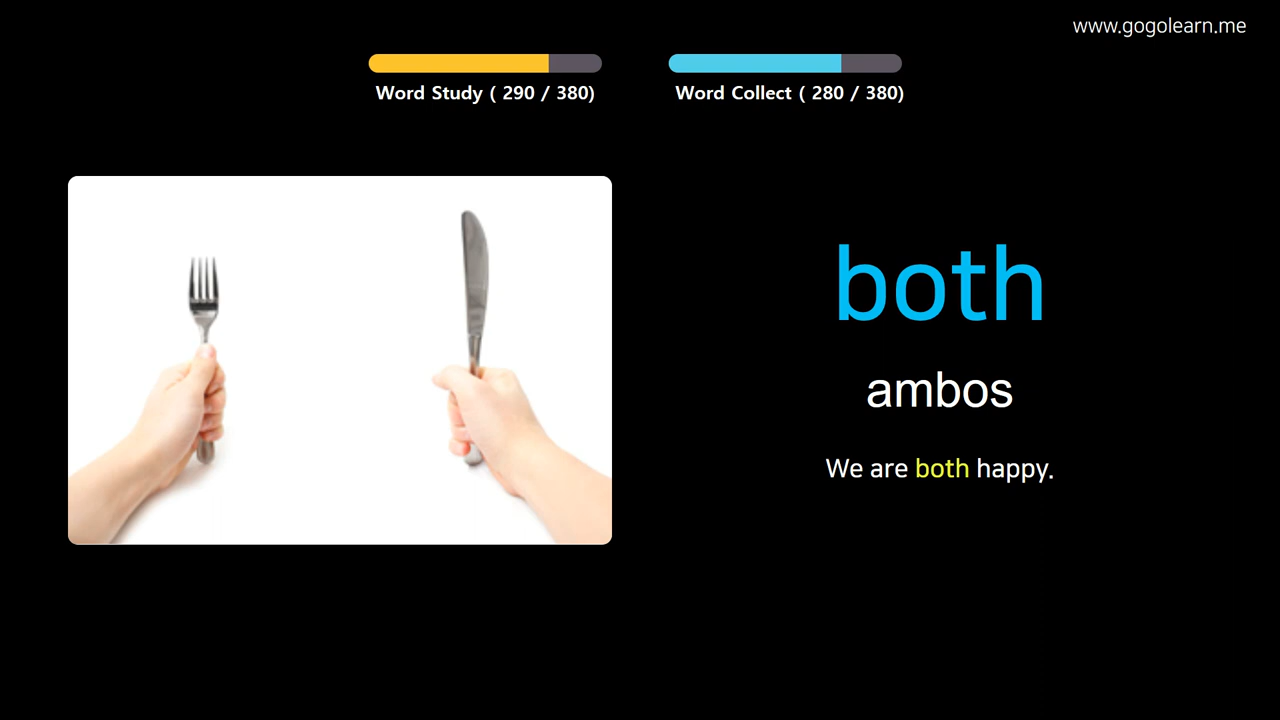 www.gogolearn.me
Word Study ( 290 / 380)
Word Collect ( 280 / 380)
both
ambos
We are both happy.